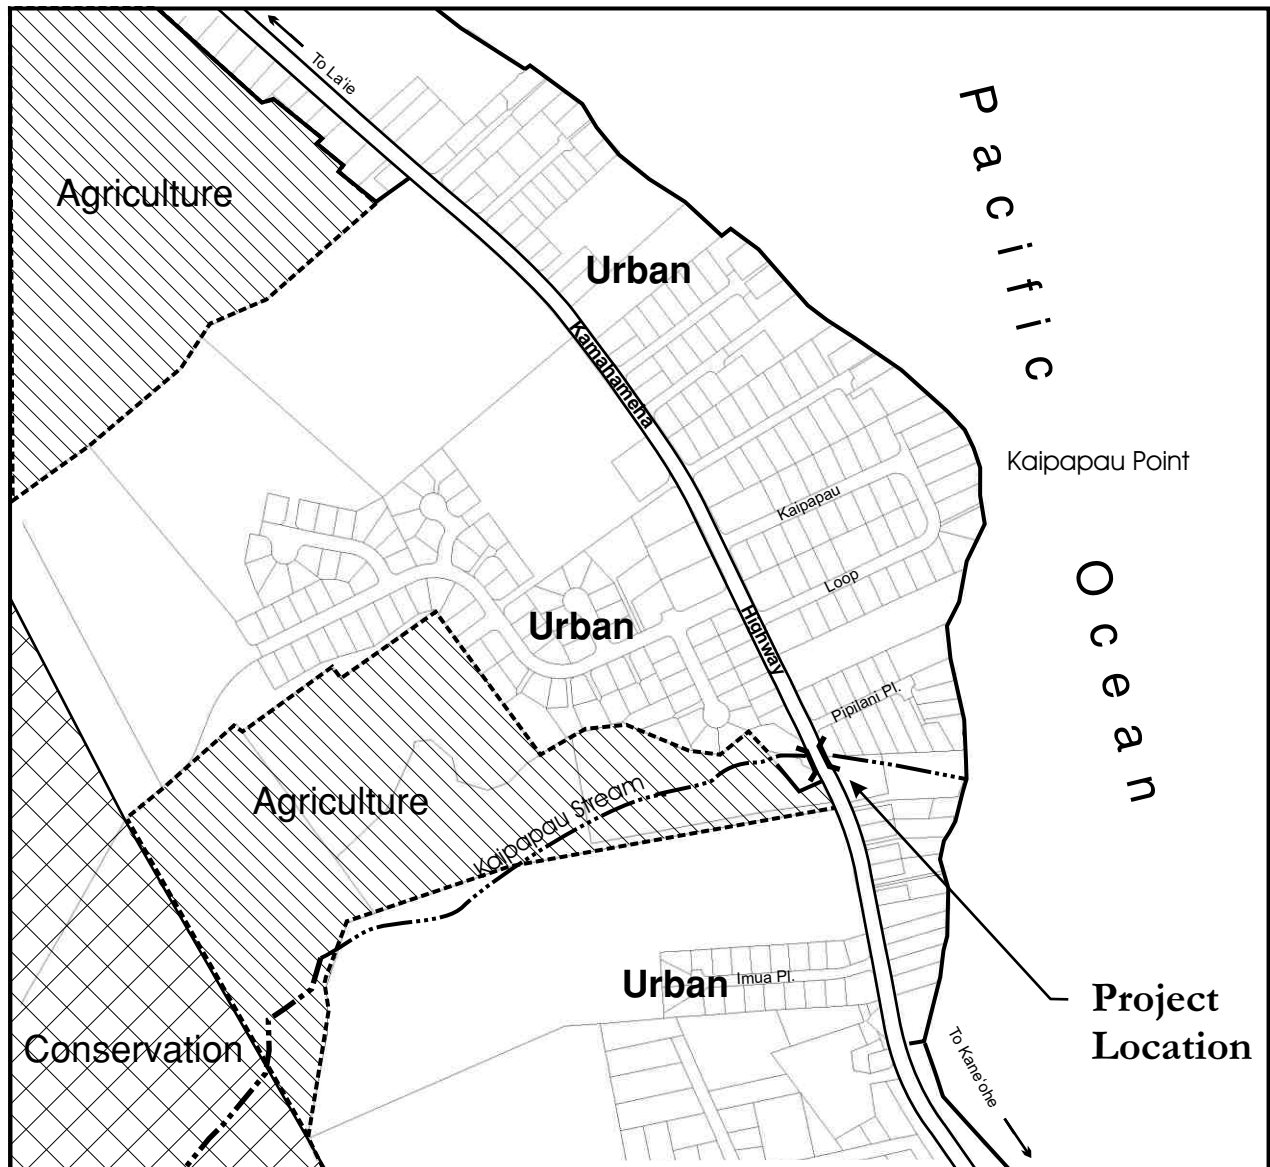 To La'ie
Pacific
Agriculture
Urban
Kamahameha
Kaipapau Point
Kaipapau
Ocean
Loop
Urban
Highway
Pipilani Pl.
Agriculture
Kaipapau Stream
Urban
Imua Pl.
Project
Location
Conservation
To Kane'ohe